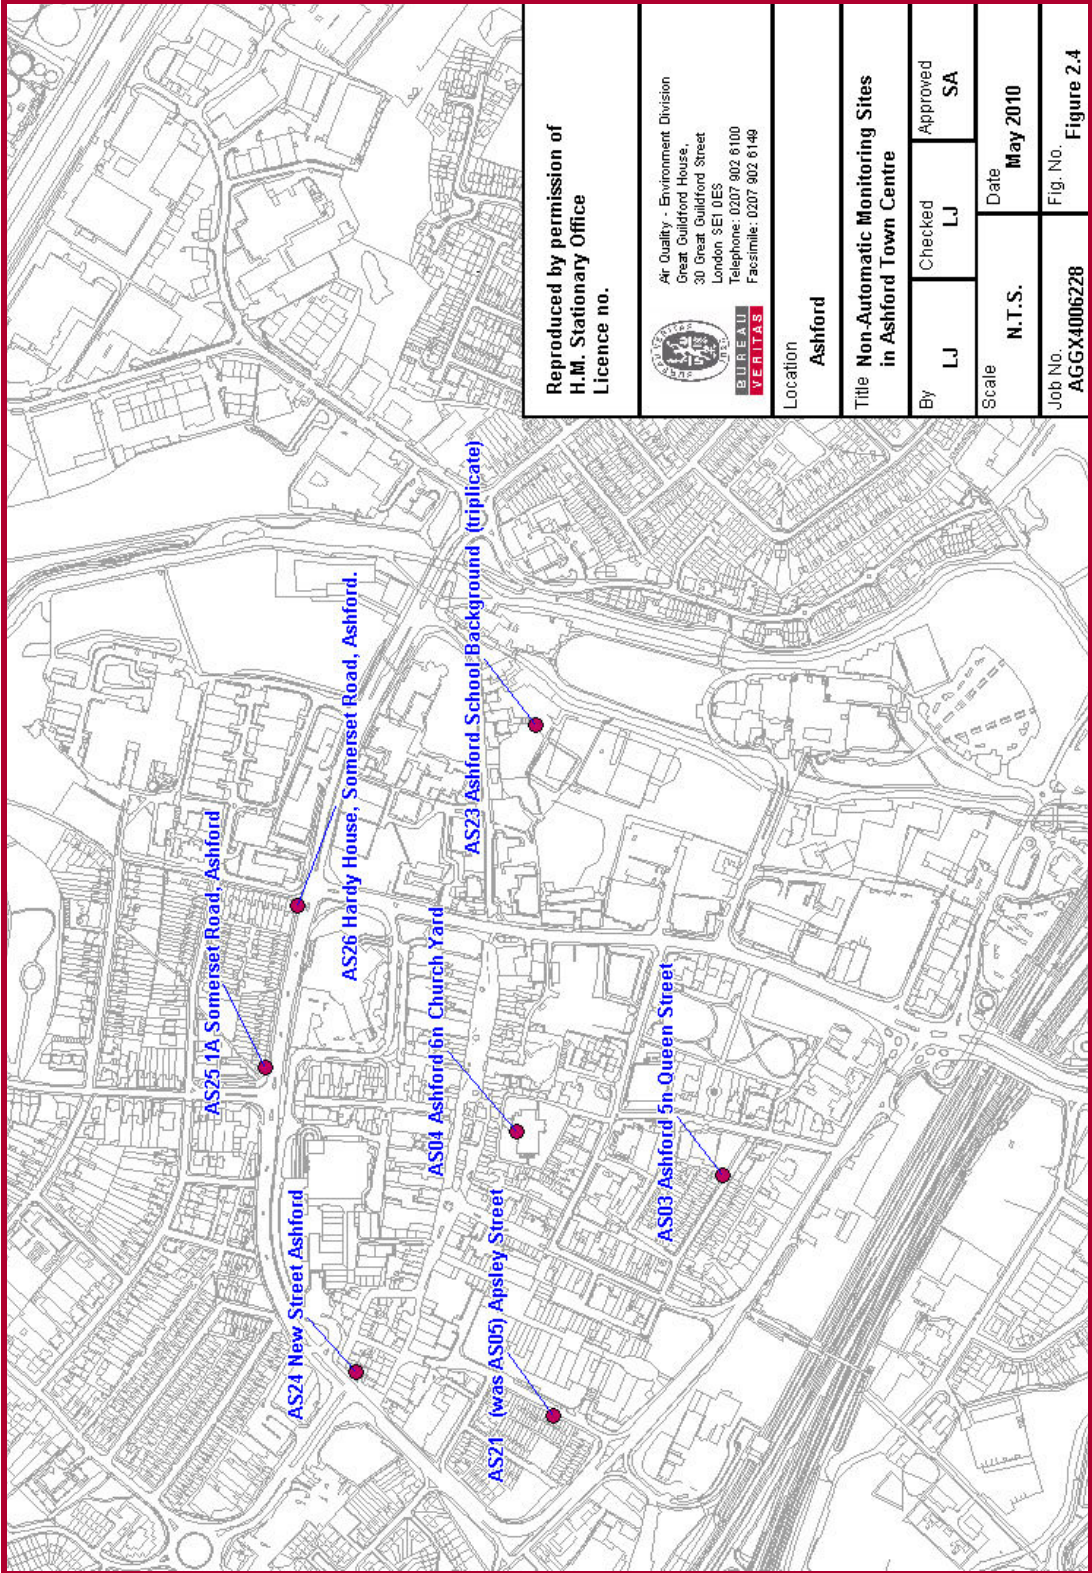 AS24 New Street Ashford
AS25 1A Somerset Road, Ashford
AS26 Hardy House, Somerset Road, Ashford.
AS21 (was AS05) Apsley Street
AS04 Ashford 6n Church Yard
AS23 Ashford School Background (triplicate)
AS03 Ashford 5n Queen Street
Reproduced by permission of
H.M. Stationary Office
Licence no.
BUREAU
VERITAS
Air Quality - Environment Division
Great Guildford House,
30 Great Guildford Street
London SE1 0ES
Telephone: 0207 902 6100
Facsimile: 0207 902 6149
Location
Ashford
Title Non-Automatic Monitoring Sites
in Ashford Town Centre
By
LJ
Checked
LJ
Approved
SA
Scale
N.T.S.
Date
May 2010
Job No.
AGGX4006228
Fig. No.
Figure 2.4